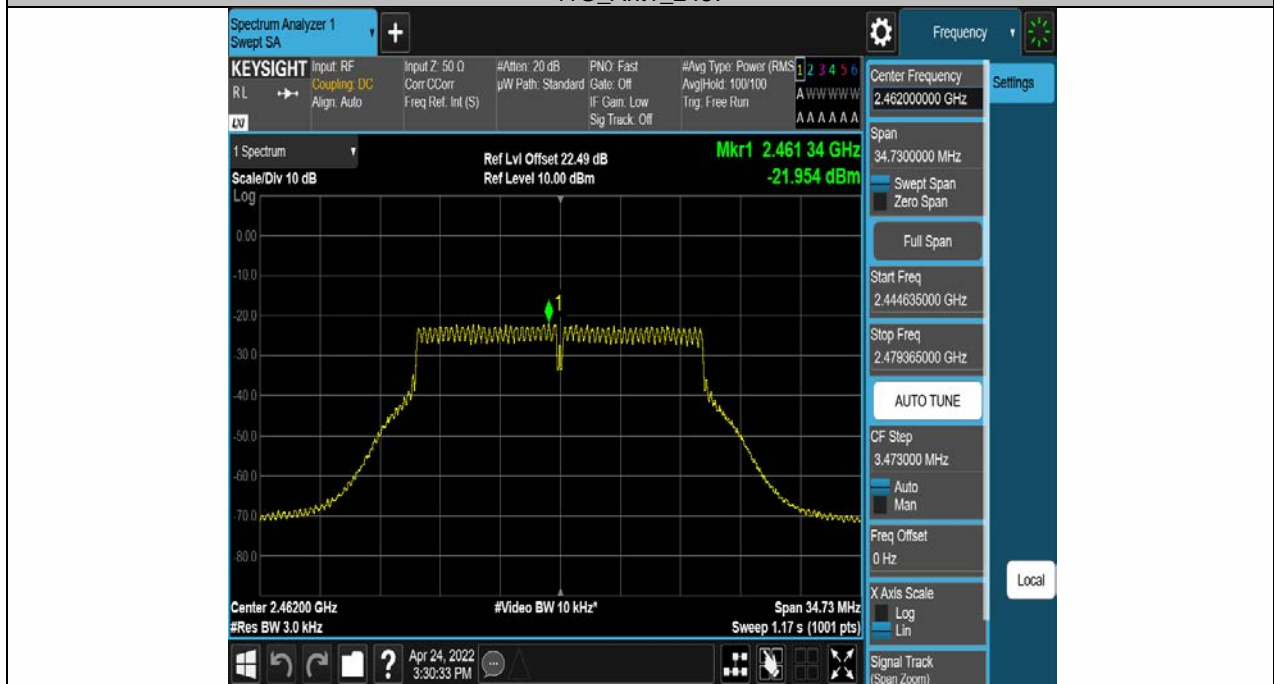 Spectrum Analyzer 1
Swept SA
+
Frequency
KEYSIGHT
RL
LXI
Input: RF
Coupling: DC
Align: Auto
Input Z: 50 Ω
Corr CCorr
Freq Ref: Int (S)
#Atten: 20 dB
µW Path: Standard
PNO: Fast
Gate: Off
IF Gain: Low
Sig Track: Off
#Avg Type: Power (RMS
Avg|Hold: 100/100
Trig: Free Run
1 2 3 4 5 6
A W W W W W
A A A A A A
1 Spectrum
Scale/Div 10 dB
Ref Lvl Offset 22.49 dB
Ref Level 10.00 dBm
Mkr1 2.461 34 GHz
-21.954 dBm
Log
0.00
-10.0
-20.0
-30.0
-40.0
-50.0
-60.0
-70.0
-80.0
1
Center 2.46200 GHz
#Res BW 3.0 kHz
#Video BW 10 kHz*
Span 34.73 MHz
Sweep 1.17 s (1001 pts)
Apr 24, 2022
3:30:33 PM
?
Center Frequency
2.462000000 GHz
Settings
Span
34.7300000 MHz
Swept Span
Zero Span
Full Span
Start Freq
2.444635000 GHz
Stop Freq
2.479365000 GHz
AUTO TUNE
CF Step
3.473000 MHz
Auto
Man
Freq Offset
0 Hz
X Axis Scale
Log
Lin
Local
Signal Track
(Span Zoom)